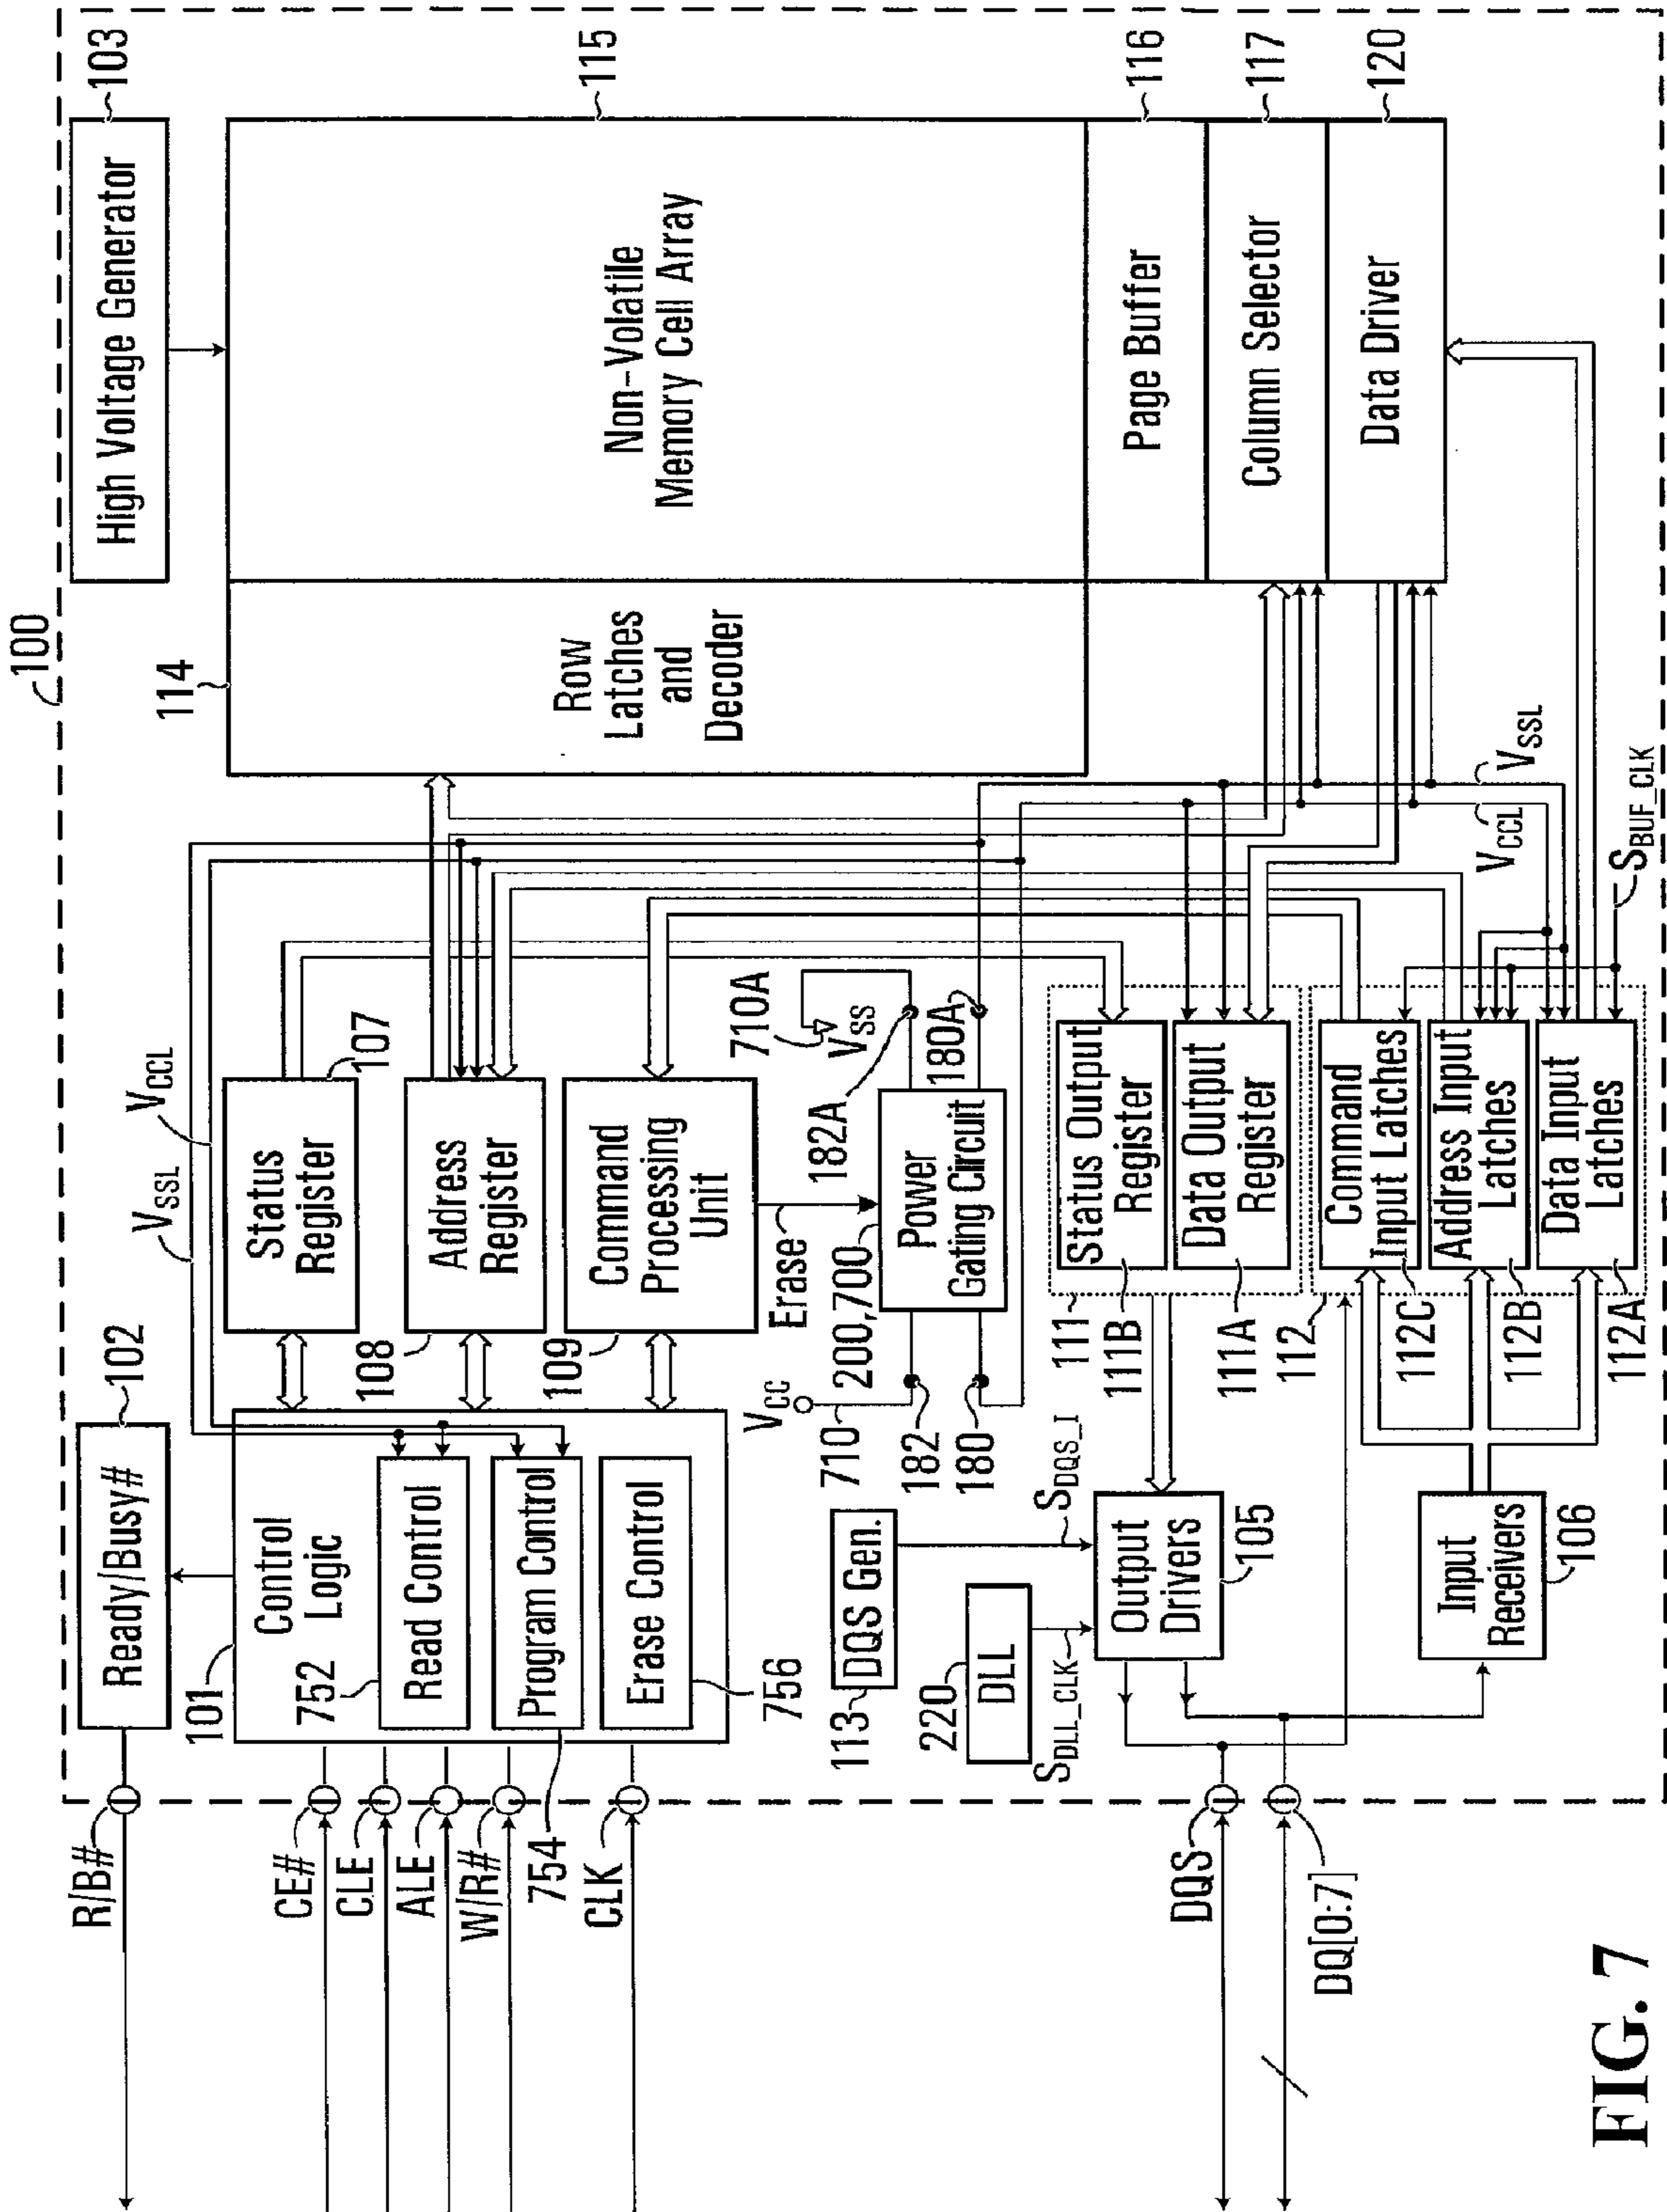 100
R/B#
Ready/Busy#
102
High Voltage Generator
103
CE#
CLE
ALE
W/R#
754
CLK
101
Control
Logic
752
Read Control
Program Control
Erase Control
756
VSSL
VCCL
Status
Register
107
108
Address
Register
109
Command
Processing
Unit
114
Row
Latches
and
Decoder
Non-Volatile
Memory Cell Array
115
Page Buffer
116
Column Selector
117
Data Driver
120
Erase
VCC
710
182
180
200,700
Power
Gating Circuit
182A
180A
710A
VSS
113
DQS Gen.
SDQS_I
220
DLL
SDLL_CLK
Output
Drivers
105
111
111B
111A
Status Output
Register
Data Output
Register
112
112C
112B
112A
Command
Input Latches
Address Input
Latches
Data Input
Latches
VCCL
VSSL
SBUF_CLK
Input
Receivers
106
DQS
DQ[0:7]
FIG. 7